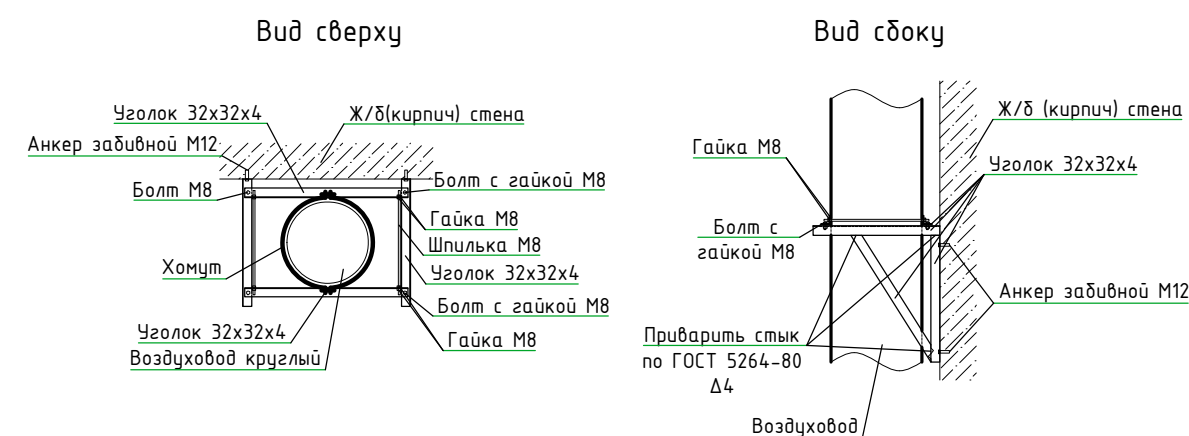 Вид сверху
Уголок 32х32х4
Ж/б(кирпич) стена
Анкер забивной М12
Болт М8
Болт с гайкой М8
Гайка М8
Шпилька М8
Хомут
Уголок 32х32х4
Болт с гайкой М8
Уголок 32х32х4
Гайка М8
Воздуховод круглый
Вид сбоку
Ж/б (кирпич) стена
Гайка М8
Уголок 32х32х4
Болт с
гайкой М8
Анкер забивной М12
Приварить стык
по ГОСТ 5264-80
Δ4
Воздуховод